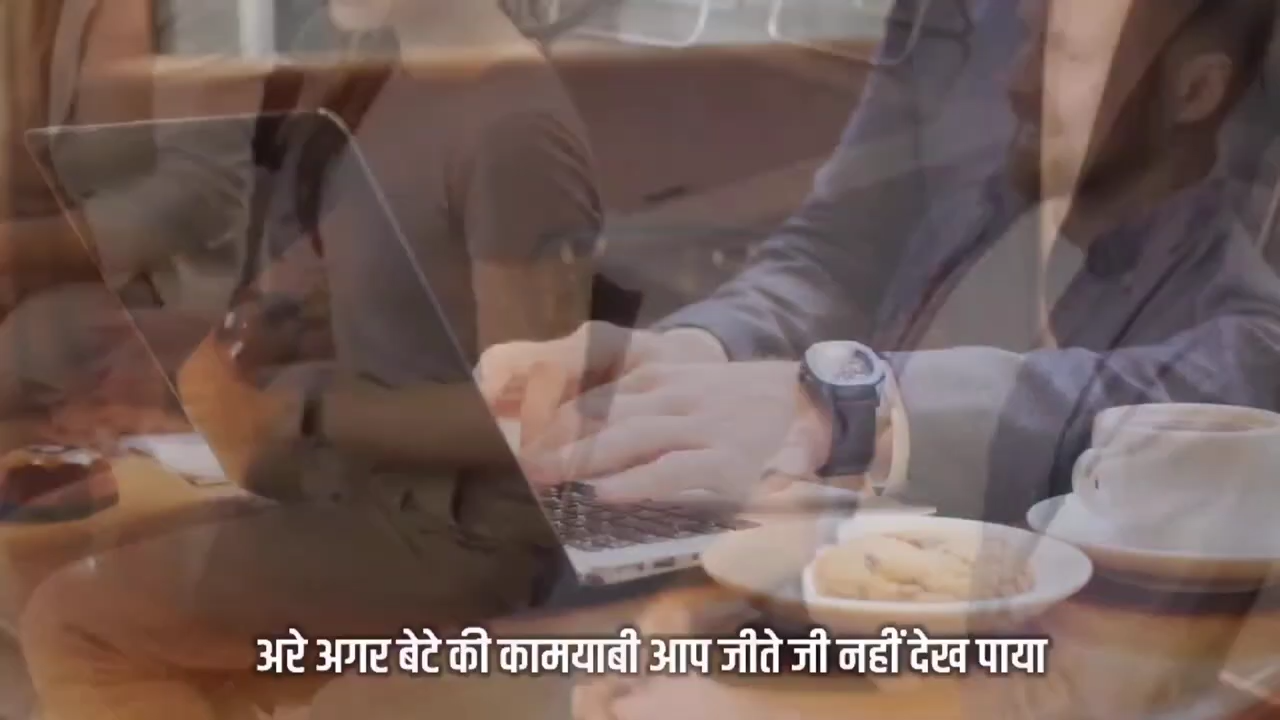 अरे अगर बेटे की कामयाबी आप जीते जी नहीं देख पाया